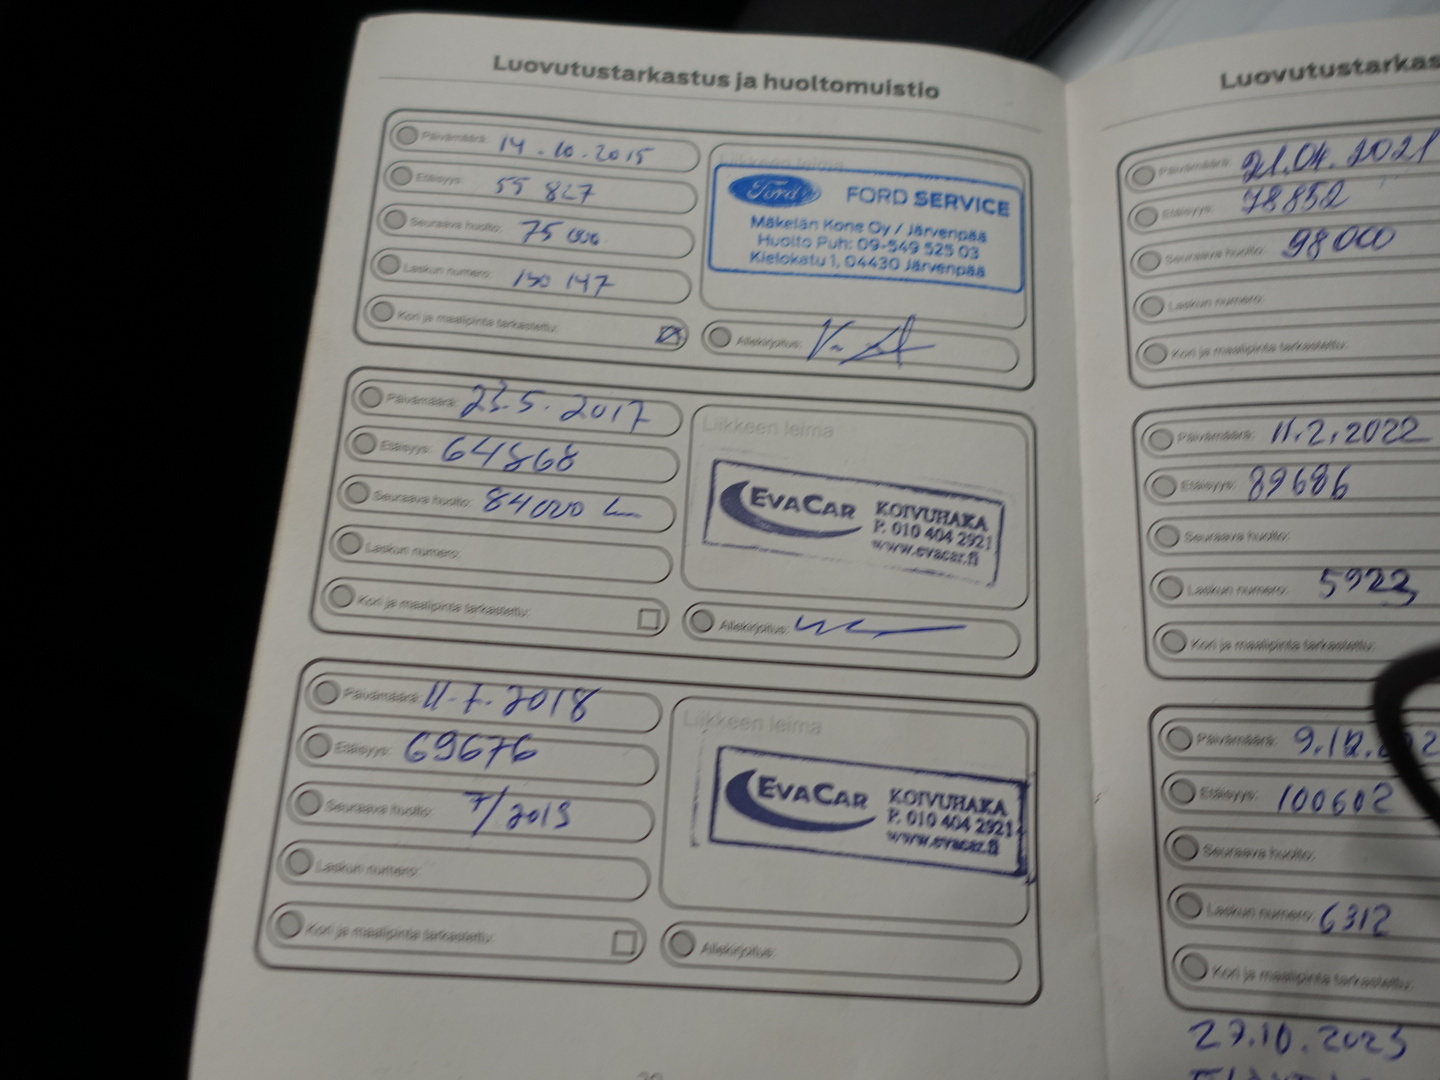 Luovutustarkastus ja huoltomuistio
Päivämäärä: 14.10.2015
Etäisyys: 55 827
Seuraava huolto: 75 000
Laskun numero: 130 147
Kori ja maalipinta tarkastettu:
Liikkeen leima
Ford FORD SERVICE
Mäkelän Kone Oy / Järvenpää
Huolto Puh: 09-549 525 03
Kielokatu 1, 04430 Järvenpää
Allekirjoitus:
Päivämäärä: 23.5.2017
Etäisyys: 64868
Seuraava huolto: 84000
Laskun numero:
Kori ja maalipinta tarkastettu:
Liikkeen leima
EVACAR KOIVUHAKA
P. 010 404 2921
www.evacar.fi
Allekirjoitus:
Päivämäärä: 11.7.2018
Etäisyys: 69676
Seuraava huolto: 7/2019
Laskun numero:
Kori ja maalipinta tarkastettu:
Liikkeen leima
EVACAR KOIVUHAKA
P. 010 404 2921
www.evacar.fi
Allekirjoitus:
Luovutustarkas
Päivämäärä: 21.04.2021
Etäisyys: 78852
Seuraava huolto: 98000
Laskun numero:
Kori ja maalipinta tarkastettu:
Päivämäärä: 11.2.2022
Etäisyys: 89686
Seuraava huolto:
Laskun numero: 5923
Kori ja maalipinta tarkastettu:
Päivämäärä:
Etäisyys: 100602
Seuraava huolto:
Laskun numero: 6312
Kori ja maalipinta tarkastettu:
27.10.2023